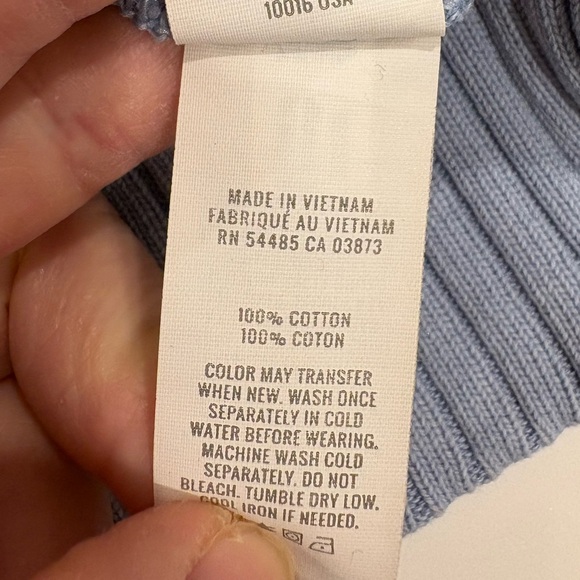 10016 USA
MADE IN VIETNAM
FABRIQUÉ AU VIETNAM
RN 54485 CA 03873
100% COTTON
100% COTON
COLOR MAY TRANSFER
WHEN NEW. WASH ONCE
SEPARATELY IN COLD
WATER BEFORE WEARING.
MACHINE WASH COLD
SEPARATELY. DO NOT
BLEACH. TUMBLE DRY LOW.
COOL IRON IF NEEDED.